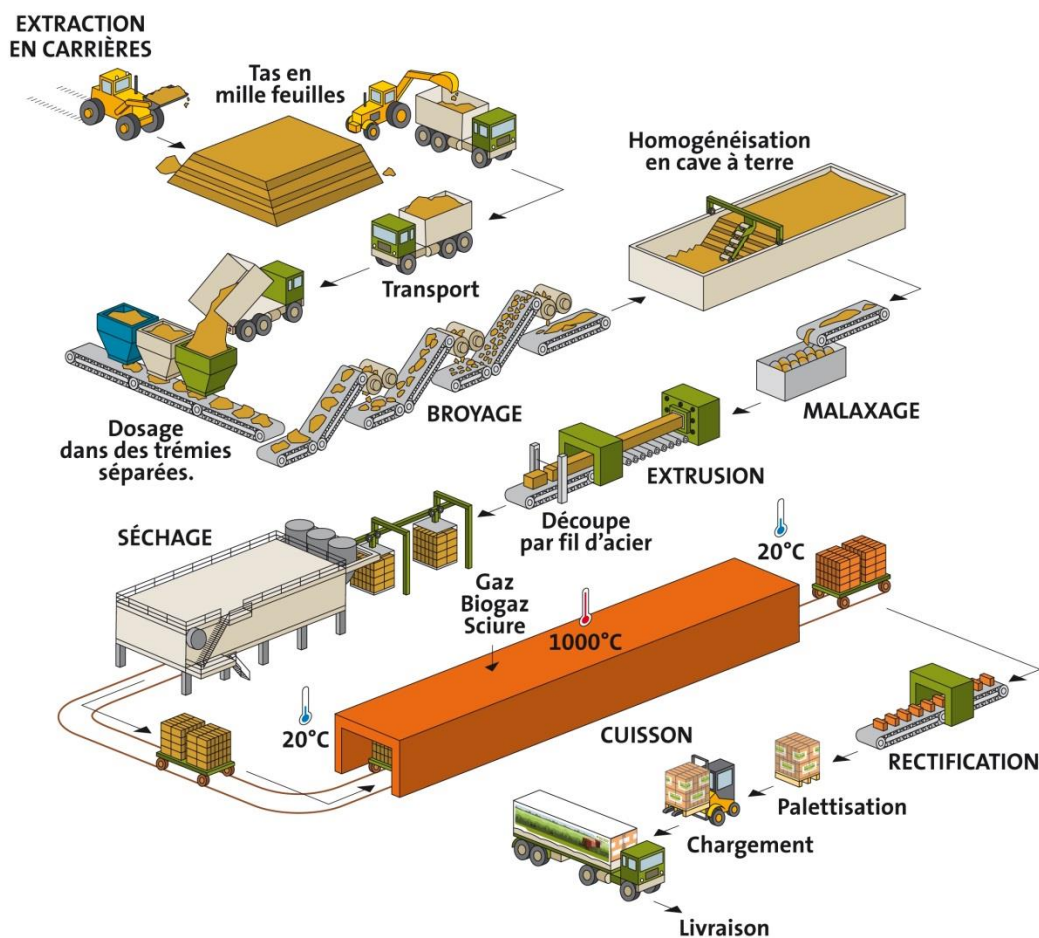 EXTRACTION
EN CARRIÈRES
Tas en
mille feuilles
Homogénéisation
en cave à terre
Transport
Dosage
dans des trémies
séparées.
BROYAGE
MALAXAGE
EXTRUSION
Découpe
par fil d'acier
SÉCHAGE
20°C
Gaz
Biogaz
Sciure
1000°C
20°C
CUISSON
RECTIFICATION
Palettisation
Chargement
Livraison